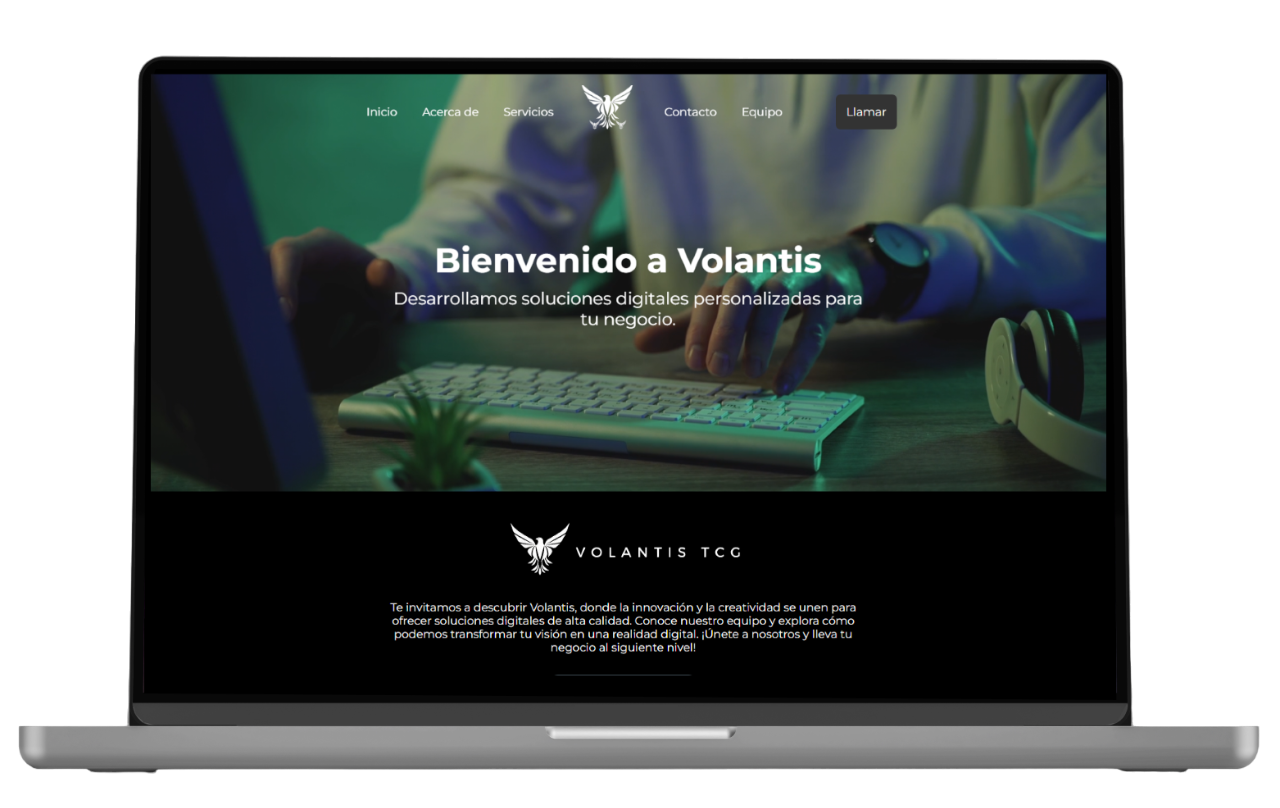 Inicio Acerca de Servicios Contacto Equipo Llamar
Bienvenido a Volantis
Desarrollamos soluciones digitales personalizadas para
tu negocio.
VOLANTIS TCG
Te invitamos a descubrir Volantis, donde la innovación y la creatividad se unen para
ofrecer soluciones digitales de alta calidad. Conoce nuestro equipo y explora cómo
podemos transformar tu visión en una realidad digital. ¡Únete a nosotros y lleva tu
negocio al siguiente nivel!